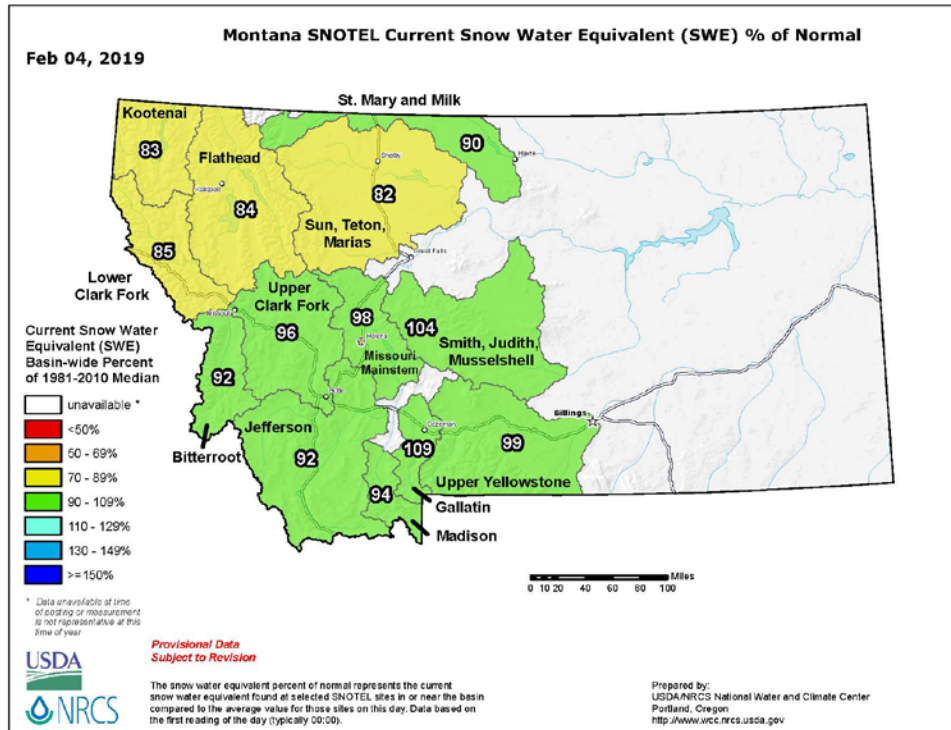 Montana SNOTEL Current Snow Water Equivalent (SWE) % of Normal
Feb 04, 2019
St. Mary and Milk
Kootenai
90
Havre
83
Flathead
Shelby
Kalispell
82
84
Sun, Teton,
Marias
85
Great Falls
Lower
Clark Fork
Upper
Clark Fork
Missoula
98
104
96
Helena
Smith, Judith,
Musselshell
Missouri
Mainstem
92
Butte
Billings
Jefferson
Bozeman
109
99
Bitterroot
92
94
Upper Yellowstone
Gallatin
Madison
Current Snow Water
Equivalent (SWE)
Basin-wide Percent
of 1981-2010 Median
unavailable *
<50%
50 - 69%
70 - 89%
90 - 109%
110 - 129%
130 - 149%
>=150%
Miles
0 10 20 40 60 80 100
* Data unavailable at time
of posting or measurement
is not representative at this
time of year
Provisional Data
Subject to Revision
USDA
NRCS
The snow water equivalent percent of normal represents the current
snow water equivalent found at selected SNOTEL sites in or near the basin
compared to the average value for those sites on this day. Data based on
the first reading of the day (typically 00:00).
Prepared by:
USDA/NRCS National Water and Climate Center
Portland, Oregon
http://www.wcc.nrcs.usda.gov